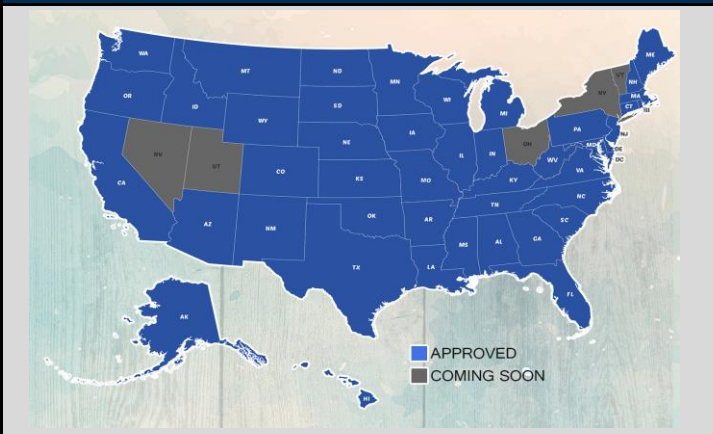 WA
MT
ND
MN
ME
OR
ID
SD
WI
MI
NY
VT
NH
MA
CT
RI
WY
NE
IA
IL
IN
OH
PA
NJ
NV
UT
CO
KS
MO
KY
WV
VA
MD
DE
DC
CA
AZ
NM
OK
AR
TN
NC
SC
TX
LA
MS
AL
GA
FL
AK
HI
APPROVED
COMING SOON